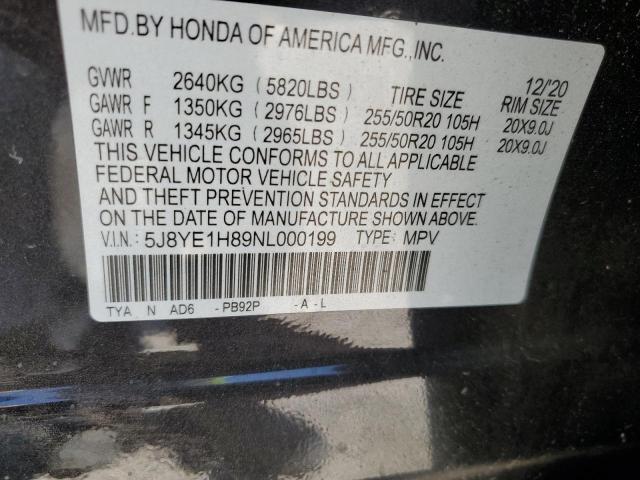 MFD.BY HONDA OF AMERICA MFG.,INC.
12/'20
GVWR 2640KG (5820LBS) TIRE SIZE RIM SIZE
GAWR F 1350KG (2976LBS) 255/50R20 105H 20X9.0J
GAWR R 1345KG (2965LBS) 255/50R20 105H 20X9.0J
THIS VEHICLE CONFORMS TO ALL APPLICABLE
FEDERAL MOTOR VEHICLE SAFETY
AND THEFT PREVENTION STANDARDS IN EFFECT
ON THE DATE OF MANUFACTURE SHOWN ABOVE.
V.I.N.: 5J8YE1H89NL000199 TYPE: MPV
TYA N AD6 -PB92P -A-L